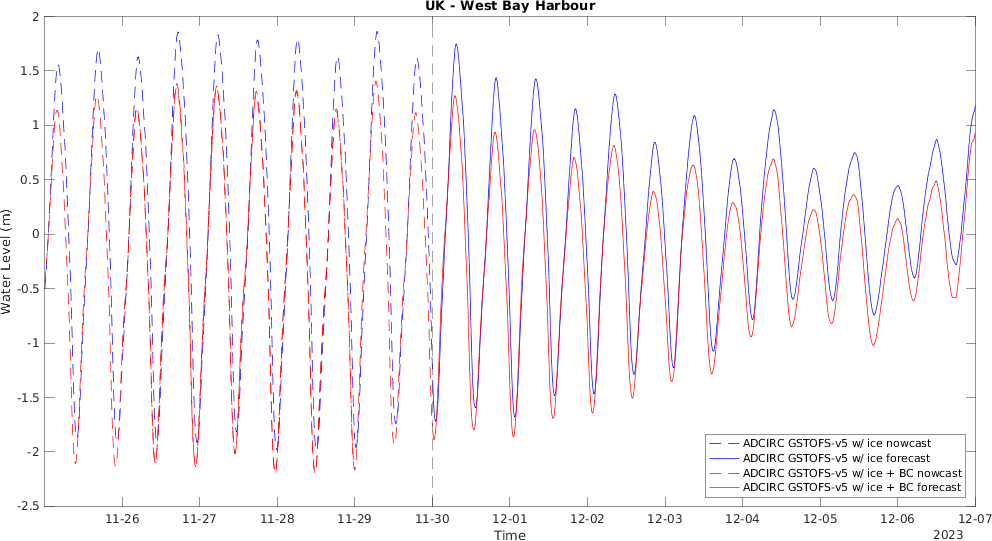 UK - West Bay Harbour
2
1.5
1
0.5
0
-0.5
-1
-1.5
-2
-2.5
Water Level (m)
ADCIRC GSTOFS-v5 w/ ice nowcast
ADCIRC GSTOFS-v5 w/ ice forecast
ADCIRC GSTOFS-v5 w/ ice + BC nowcast
ADCIRC GSTOFS-v5 w/ ice + BC forecast
11-26 11-27 11-28 11-29 11-30 12-01 12-02 12-03 12-04 12-05 12-06 12-07
Time
2023